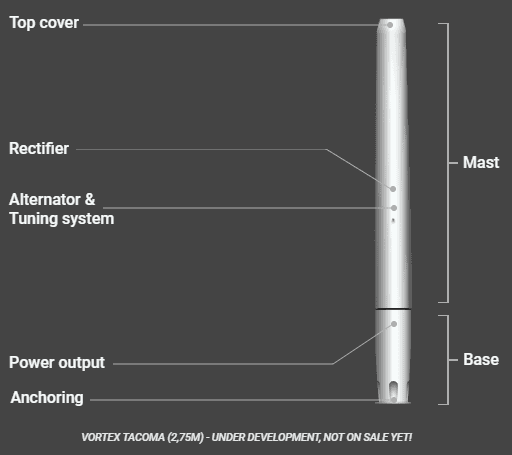 Top cover
Rectifier
Mast
Alternator &
Tuning system
Power output
Base
Anchoring
VORTEX TACOMA (2,75M) - UNDER DEVELOPMENT, NOT ON SALE YET!